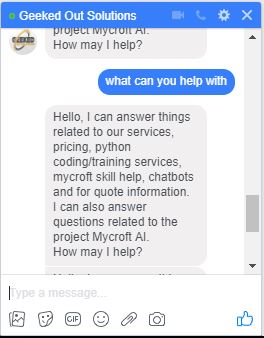 Geeked Out Solutions
project Mycroft AI.
How may I help?
what can you help with
Hello, I can answer things
related to our services,
pricing, python
coding/training services,
mycroft skill help, chatbots
and for quote information.
I can also answer
questions related to the
project Mycroft AI.
How may I help?
Type a message...
GIF